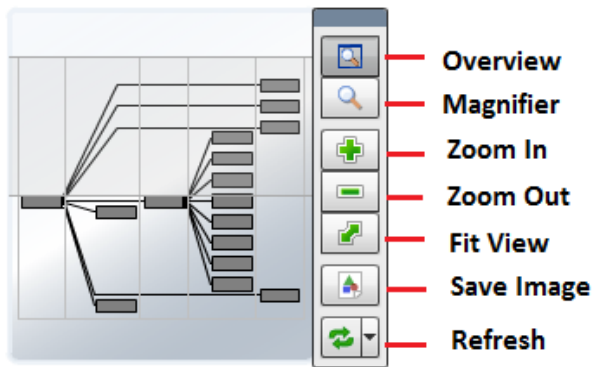 Overview
Magnifier
Zoom In
Zoom Out
Fit View
Save Image
Refresh